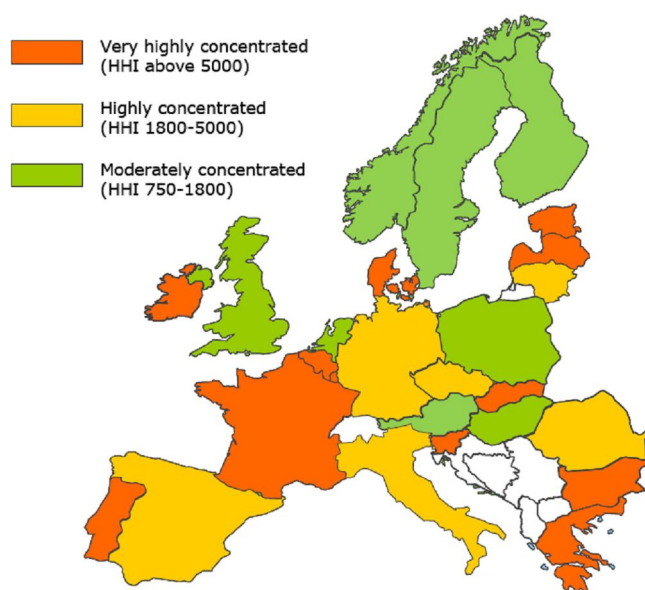 Very highly concentrated
(HHI above 5000)
Highly concentrated
(HHI 1800-5000)
Moderately concentrated
(HHI 750-1800)